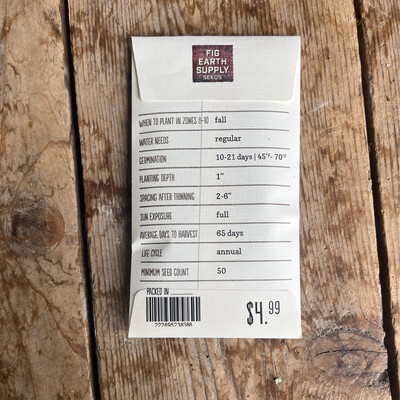 FIG
EARTH
SUPPLY
SEEDS
WHEN TO PLANT IN ZONES 8-10 fall
WATER NEEDS regular
GERMINATION 10-21 days | 45°F- 70°F
PLANTING DEPTH 1"
SPACING AFTER THINNING 2-6"
SUN EXPOSURE full
AVERAGE DAYS TO HARVEST 65 days
LIFE CYCLE annual
MINIMUM SEED COUNT 50
PACKED IN
$4.99